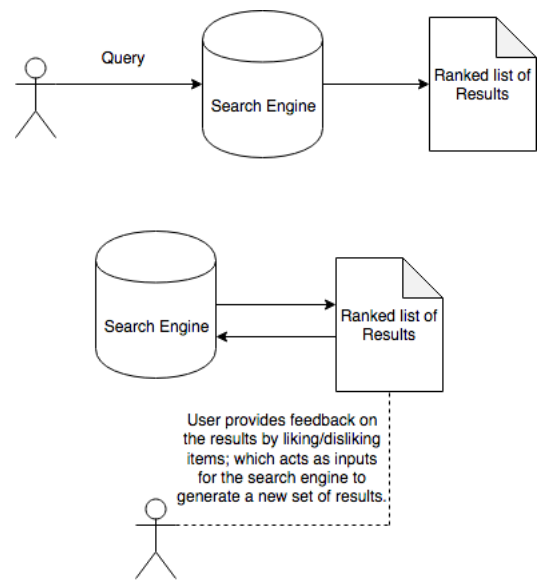 Query
Search Engine
Ranked list of
Results
Search Engine
Ranked list of
Results
User provides feedback on
the results by liking/disliking
items; which acts as inputs
for the search engine to
generate a new set of results.